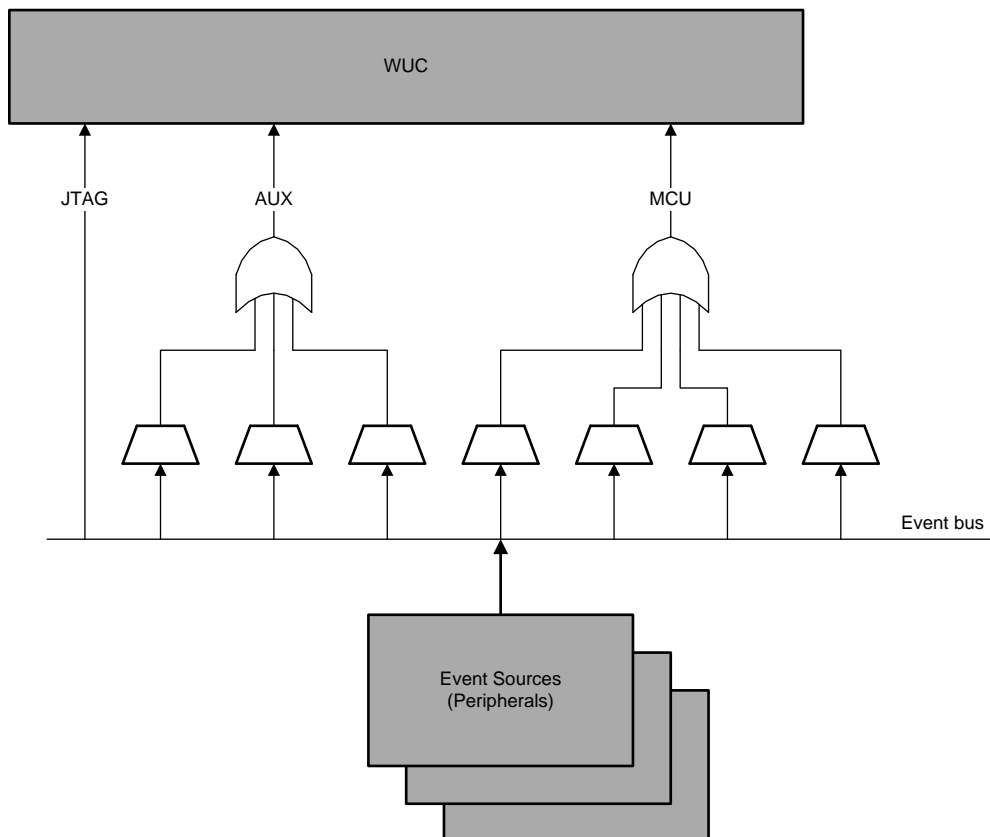 WUC
JTAG
AUX
MCU
Event bus
Event Sources
(Peripherals)